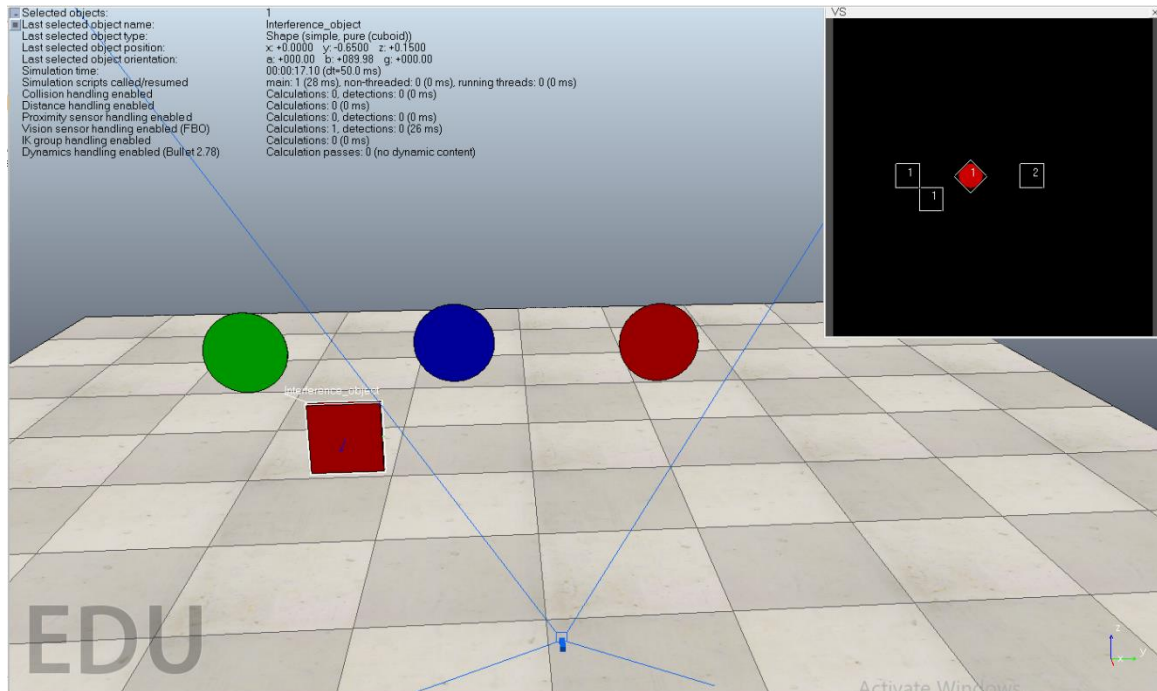 Selected objects: 1
Last selected object name: Interference_object
Last selected object type: Shape (simple, pure (cuboid))
Last selected object position: x: +0.0000 y: -0.6500 z: +0.1500
Last selected object orientation: a: +000.00 b: +089.98 g: +000.00
Simulation time: 00:00:17.10 (dt=50.0 ms)
Simulation scripts called/resumed main: 1 (28 ms), non-threaded: 0 (0 ms), running threads: 0 (0 ms)
Collision handling enabled Calculations: 0, detections: 0 (0 ms)
Distance handling enabled Calculations: 0 (0 ms)
Proximity sensor handling enabled Calculations: 0, detections: 0 (0 ms)
Vision sensor handling enabled (FBO) Calculations: 1, detections: 0 (26 ms)
IK group handling enabled Calculations: 0 (0 ms)
Dynamics handling enabled (Bullet 2.78) Calculation passes: 0 (no dynamic content)
VS
1 1 2
1
Interference_object
EDU
z
x y
Activate Windows